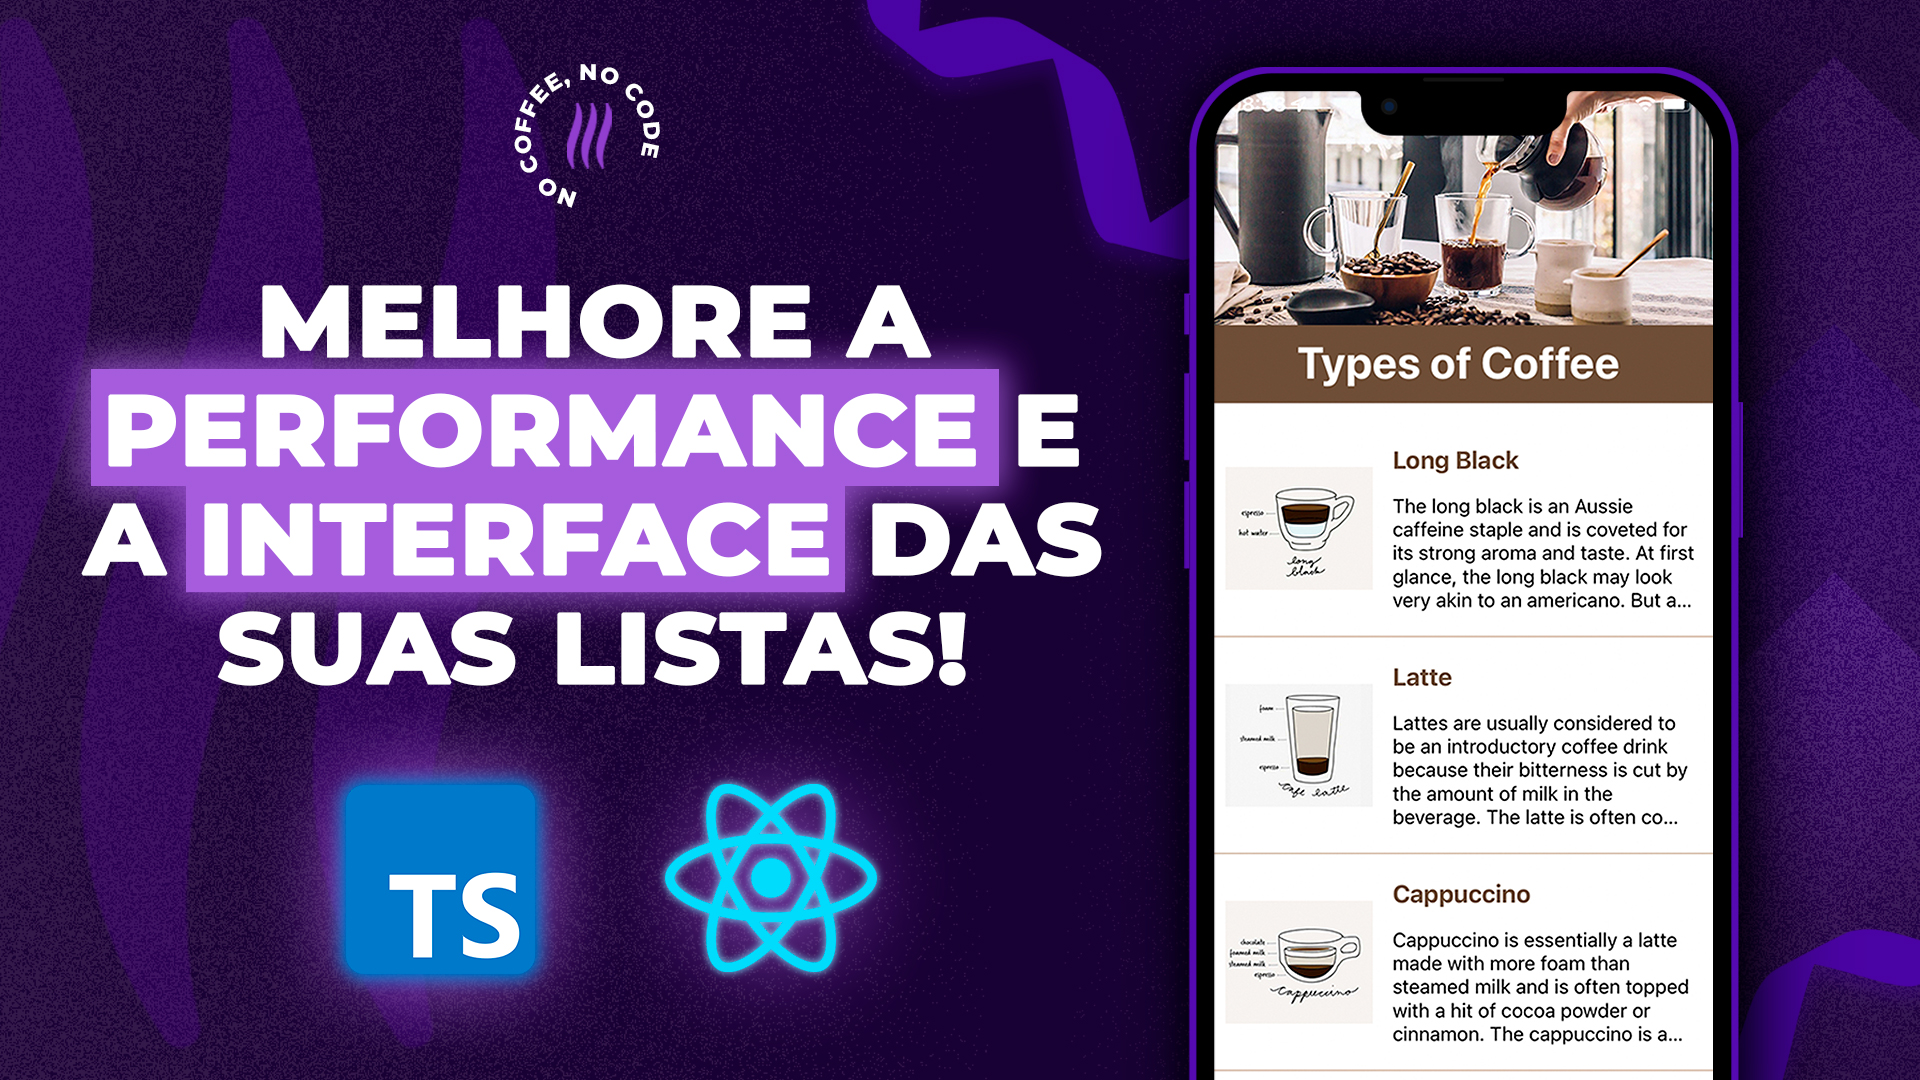 NO COFFEE, NO CODE
MELHORE A
PERFORMANCE E
A INTERFACE DAS
SUAS LISTAS!
TS
Types of Coffee
Long Black
espresso
hot water
long
black
The long black is an Aussie
caffeine staple and is coveted for
its strong aroma and taste. At first
glance, the long black may look
very akin to an americano. But a...
Latte
foam
steamed milk
espresso
Cafe latte
Lattes are usually considered to
be an introductory coffee drink
because their bitterness is cut by
the amount of milk in the
beverage. The latte is often co...
Cappuccino
chocolate
foamed milk
steamed milk
espresso
Cappuccino
Cappuccino is essentially a latte
made with more foam than
steamed milk and is often topped
with a hit of cocoa powder or
cinnamon. The cappuccino is a...